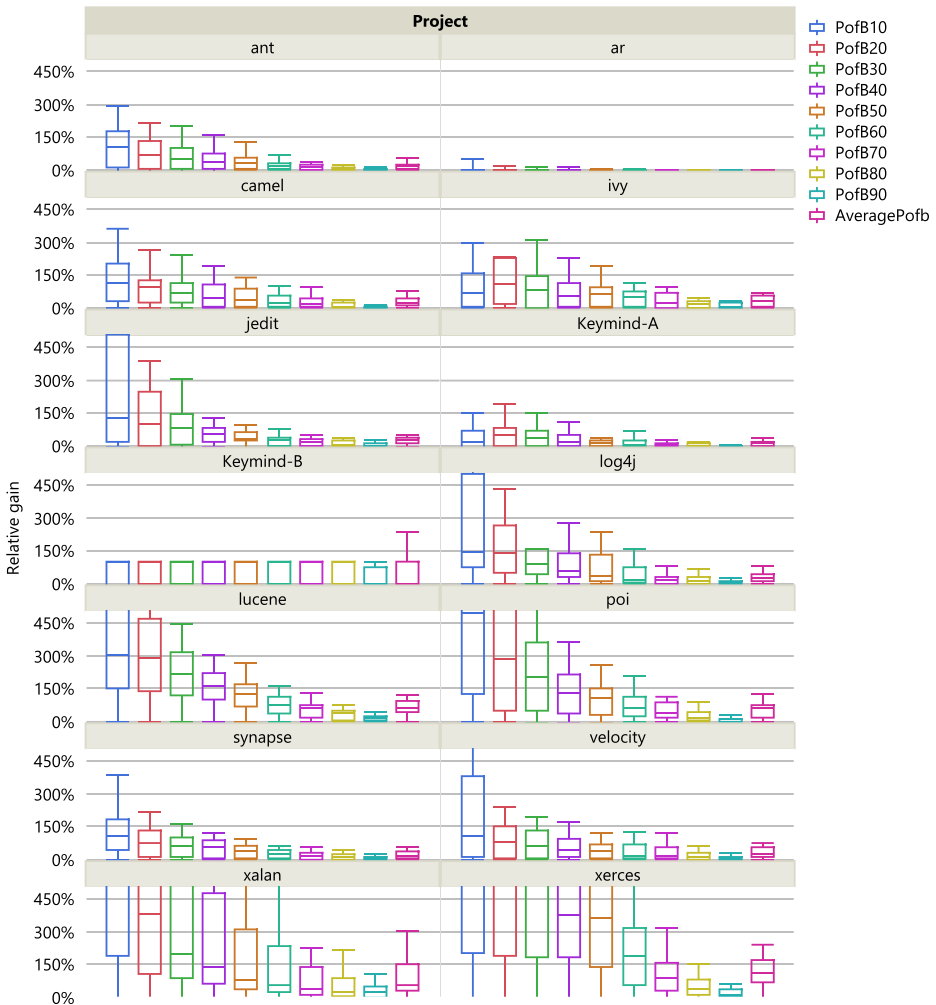 Project
ant
ar
450%
300%
150%
0%
camel
ivy
450%
300%
150%
0%
jedit
Keymind-A
450%
300%
150%
0%
Keymind-B
log4j
450%
300%
150%
0%
lucene
poi
450%
300%
150%
0%
synapse
velocity
450%
300%
150%
0%
xalan
xerces
450%
300%
150%
0%
Relative gain
PofB10
PofB20
PofB30
PofB40
PofB50
PofB60
PofB70
PofB80
PofB90
AveragePofb